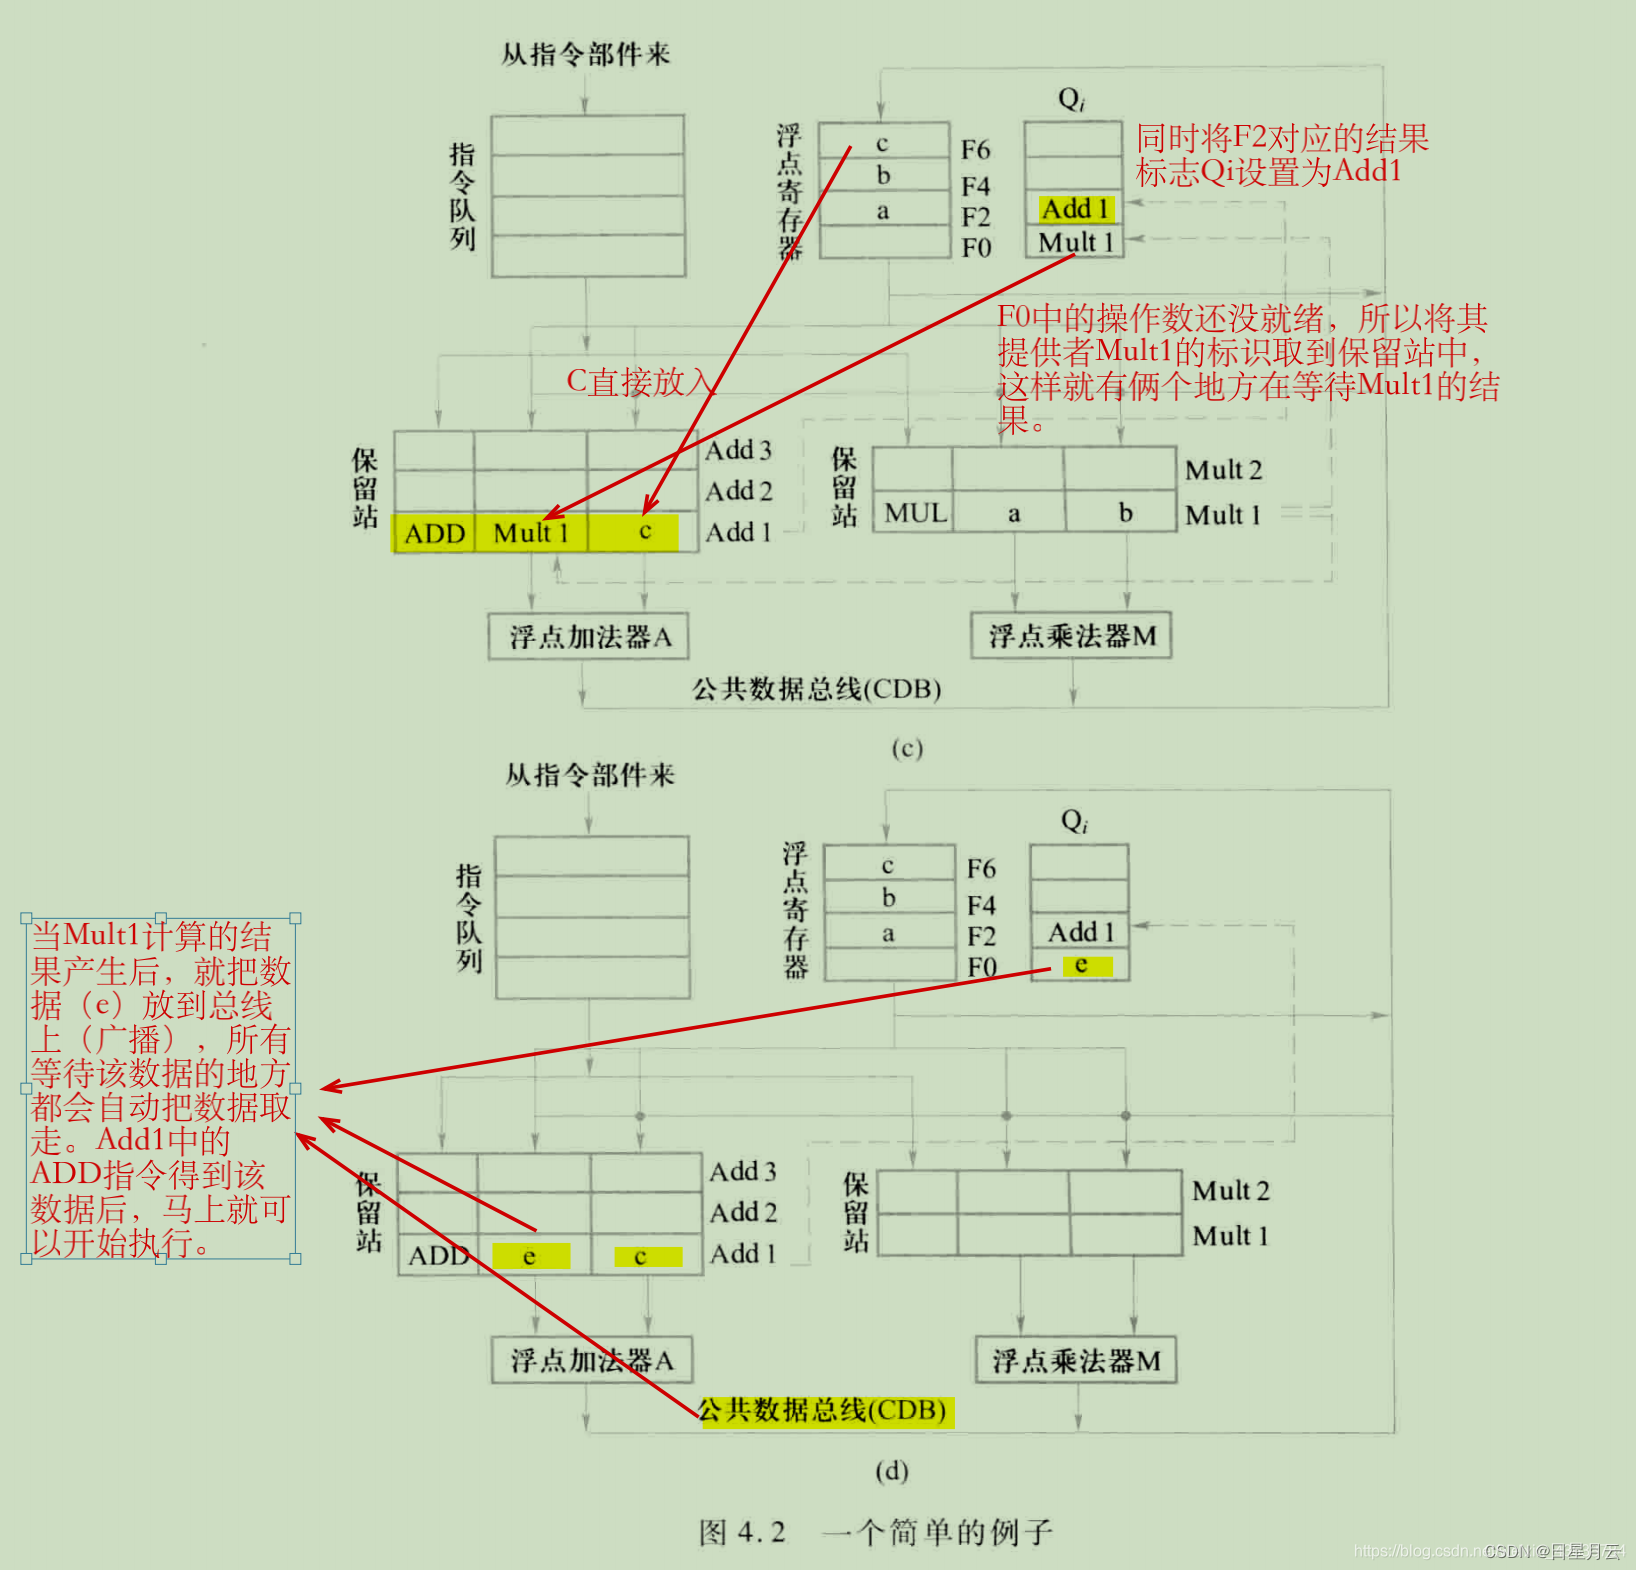 从指令部件来
指令队列
浮点寄存器
c
b
a
F6
F4
F2
F0
Qi
Add 1
Mult 1
同时将F2对应的结果
标志Qi设置为Add1
F0中的操作数还没就绪，所以将其
提供者Mult1的标识取到保留站中，
这样就有俩个地方在等待Mult1的结
果。
C直接放入
保留站
ADD
Mult 1
c
Add 3
Add 2
Add 1
保留站
MUL
a
b
Mult 2
Mult 1
浮点加法器A
浮点乘法器M
公共数据总线(CDB)
(c)
从指令部件来
指令队列
浮点寄存器
c
b
a
F6
F4
F2
F0
Qi
Add 1
e
当Mult1计算的结
果产生后，就把数
据（e）放到总线
上（广播），所有
等待该数据的地方
都会自动把数据取
走。Add1中的
ADD指令得到该
数据后，马上就可
以开始执行。
保留站
ADD
e
c
Add 3
Add 2
Add 1
保留站
Mult 2
Mult 1
浮点加法器A
浮点乘法器M
公共数据总线(CDB)
(d)
图 4.2 一个简单的例子
CSDN @日星月云